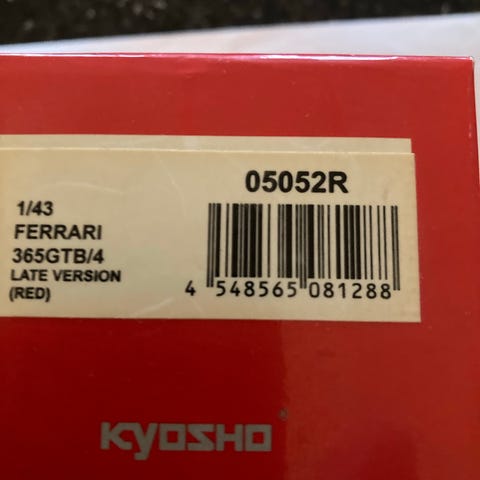 05052R
1/43
FERRARI
365GTB/4
LATE VERSION
(RED)
4 548565 081288
KYOSHO®